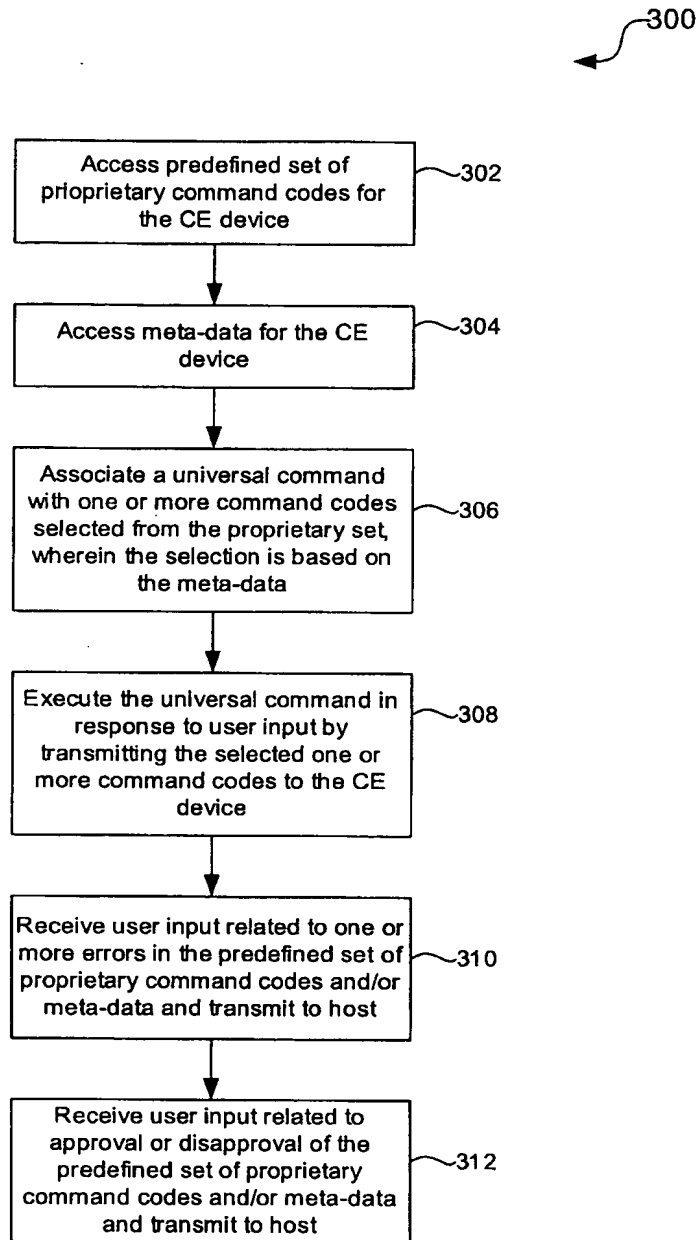 300
Access predefined set of
prioprietary command codes for
the CE device
302
Access meta-data for the CE
device
304
Associate a universal command
with one or more command codes
selected from the proprietary set,
wherein the selection is based on
the meta-data
306
Execute the universal command in
response to user input by
transmitting the selected one or
more command codes to the CE
device
308
Receive user input related to one or
more errors in the predefined set of
proprietary command codes and/or
meta-data and transmit to host
310
Receive user input related to
approval or disapproval of the
predefined set of proprietary
command codes and/or meta-data
and transmit to host
312